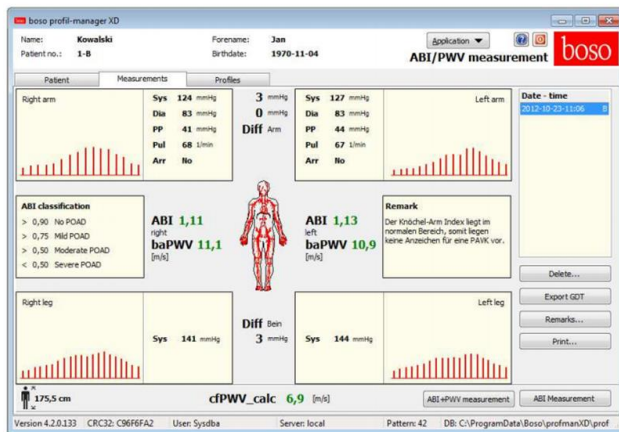 boso profil-manager XD
Name: Kowalski Forename: Jan Application
Patient no.: 1-B Birthdate: 1970-11-04 ABI/PWV measurement boso
Patient Measurements Profiles
Right arm Sys 124 mmHg 3 mmHg Sys 127 mmHg Left arm Date - time
Dia 83 mmHg 0 mmHg Dia 83 mmHg 2012-10-23-11:06 B
PP 41 mmHg Diff Arm PP 44 mmHg
Pul 68 1/min Pul 67 1/min
Arr No Arr No
ABI classification
> 0,90 No POAD
> 0,75 Mild POAD
> 0,50 Moderate POAD
< 0,50 Severe POAD
ABI 1,11
right
baPWV 11,1
[m/s]
ABI 1,13
left
baPWV 10,9
[m/s]
Remark
Der Knöchel-Arm Index liegt im
normalen Bereich, somit liegen
keine Anzeichen für eine PAVK vor.
Delete...
Export GDT
Remarks...
Print...
Right leg Diff Bein Left leg
Sys 141 mmHg 3 mmHg Sys 144 mmHg
175,5 cm cfPWV_calc 6,9 [m/s] ABI+PWV measurement ABI Measurement
Version 4.2.0.133 CRC32: C96F6FA2 User: Sysdba Server: local Pattern: 42 DB: C:\ProgramData\Boso\profmanXD\prof